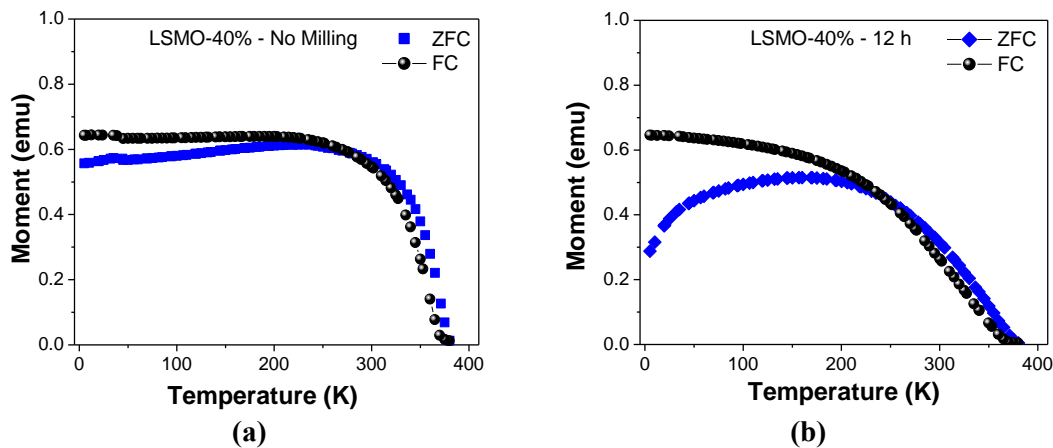 LSMO-40% - No Milling
ZFC
FC
1.0
0.8
0.6
0.4
0.2
0.0
Moment (emu)
0
100
200
300
400
Temperature (K)
(a)
LSMO-40% - 12 h
ZFC
FC
1.0
0.8
0.6
0.4
0.2
0.0
Moment (emu)
0
100
200
300
400
Temperature (K)
(b)